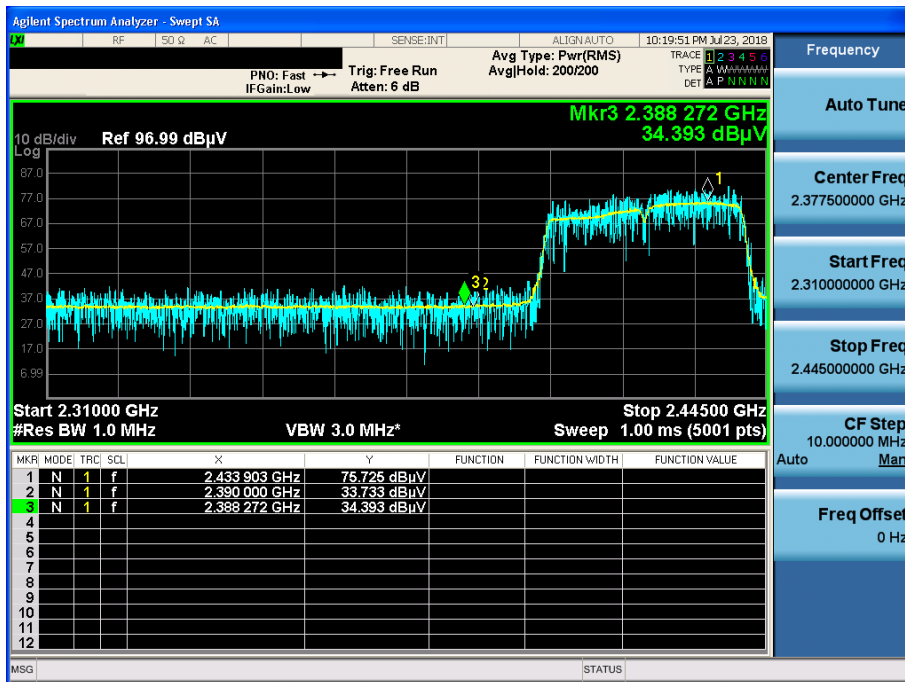 Agilent Spectrum Analyzer - Swept SA
LXI RF 50 Ω AC SENSE:INT ALIGN AUTO 10:19:51 PM Jul 23, 2018
Frequency
PNO: Fast Trig: Free Run Avg Type: Pwr(RMS) TRACE 1 2 3 4 5 6
IFGain:Low Atten: 6 dB Avg|Hold: 200/200 TYPE A W W W W W
DET A P N N N N
Auto Tune
Mkr3 2.388 272 GHz
34.393 dBµV
10 dB/div Ref 96.99 dBµV
Log
87.0
77.0
67.0
57.0
47.0
37.0
27.0
17.0
6.99
1
3 2
Center Freq
2.377500000 GHz
Start Freq
2.310000000 GHz
Stop Freq
2.445000000 GHz
Start 2.31000 GHz Stop 2.44500 GHz
#Res BW 1.0 MHz VBW 3.0 MHz* Sweep 1.00 ms (5001 pts)
CF Step
10.000000 MHz
Auto Man
Freq Offset
0 Hz
MKR MODE TRC SCL X Y FUNCTION FUNCTION WIDTH FUNCTION VALUE
1 N 1 f 2.433 903 GHz 75.725 dBµV
2 N 1 f 2.390 000 GHz 33.733 dBµV
3 N 1 f 2.388 272 GHz 34.393 dBµV
4
5
6
7
8
9
10
11
12
MSG STATUS